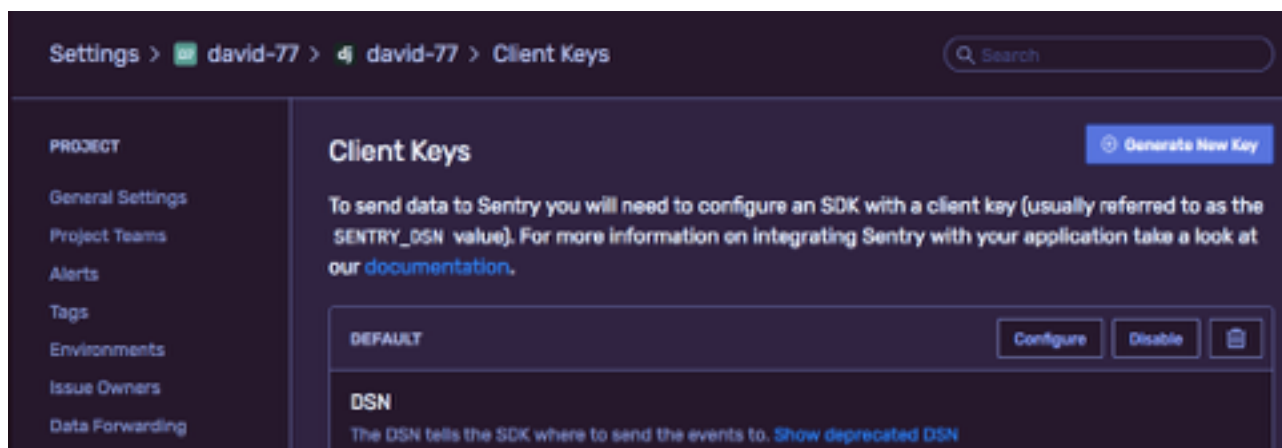 Settings > david-77 > dj david-77 > Client Keys
Search
PROJECT
General Settings
Project Teams
Alerts
Tags
Environments
Issue Owners
Data Forwarding
Client Keys
Generate New Key
To send data to Sentry you will need to configure an SDK with a client key (usually referred to as the
SENTRY_DSN value). For more information on integrating Sentry with your application take a look at
our documentation.
DEFAULT
Configure
Disable
DSN
The DSN tells the SDK where to send the events to. Show deprecated DSN